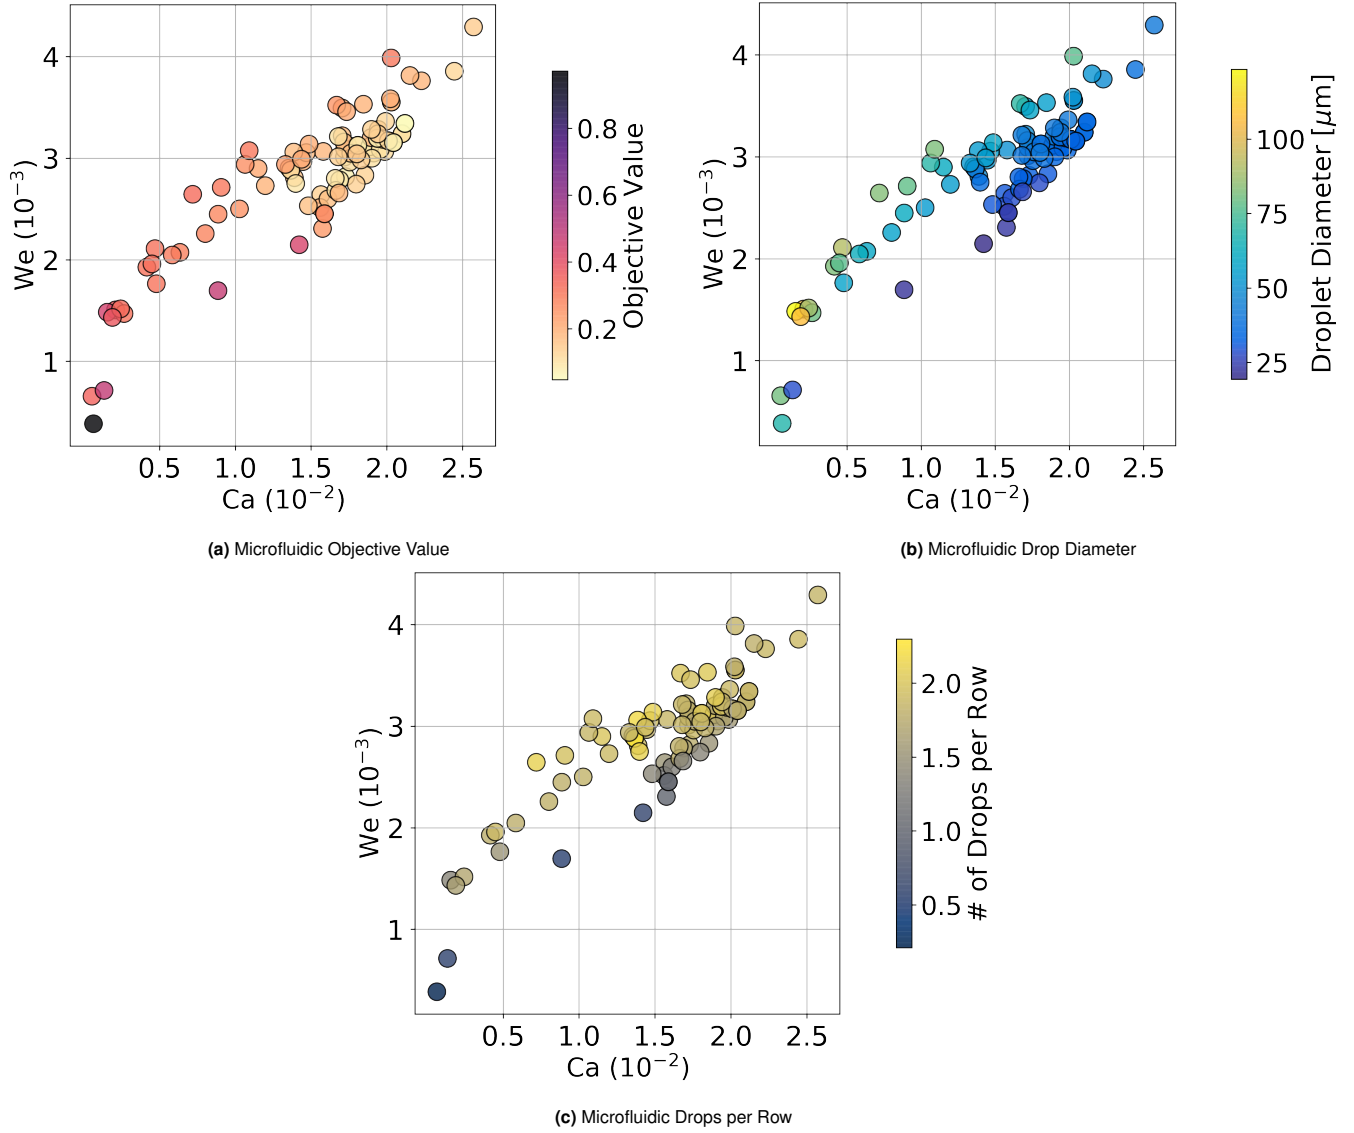 4
3
2
1
We (10⁻³)
0.5 1.0 1.5 2.0 2.5
Ca (10⁻²)
0.8
0.6
0.4
0.2
Objective Value
(a) Microfluidic Objective Value
4
3
2
1
We (10⁻³)
0.5 1.0 1.5 2.0 2.5
Ca (10⁻²)
100
75
50
25
Droplet Diameter [μm]
(b) Microfluidic Drop Diameter
4
3
2
1
We (10⁻³)
0.5 1.0 1.5 2.0 2.5
Ca (10⁻²)
2.0
1.5
1.0
0.5
# of Drops per Row
(c) Microfluidic Drops per Row